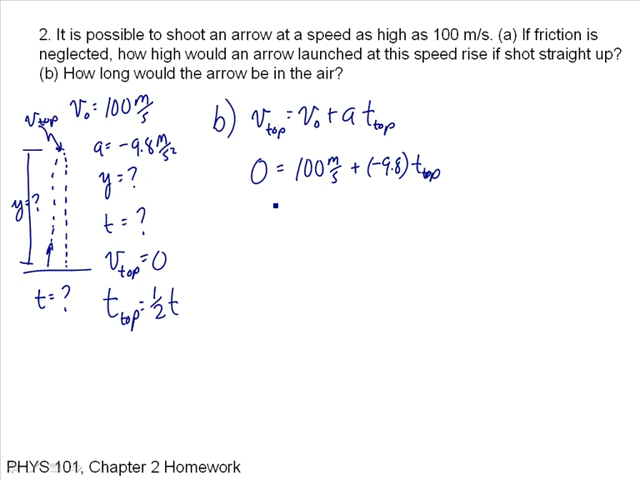 2. It is possible to shoot an arrow at a speed as high as 100 m/s. (a) If friction is
neglected, how high would an arrow launched at this speed rise if shot straight up?
(b) How long would the arrow be in the air?
v_top
v₀ = 100 m/s
a = -9.8 m/s²
y = ?
y = ?
t = ?
v_top = 0
t = ?
t_top = 1/2 t
b) v_top = v₀ + a t_top
0 = 100 m/s + (-9.8) t_top
PHYS 101, Chapter 2 Homework